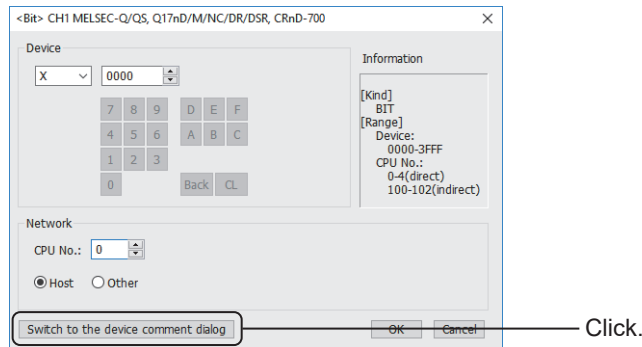 <Bit> CH1 MELSEC-Q/QS, Q17nD/M/NC/DR/DSR, CRnD-700
Device
X 0000
7 8 9 D E F
4 5 6 A B C
1 2 3
0 Back CL
Information
[Kind]
BIT
[Range]
Device:
0000-3FFF
CPU No.:
0-4(direct)
100-102(indirect)
Network
CPU No.: 0
Host Other
Switch to the device comment dialog OK Cancel
Click.